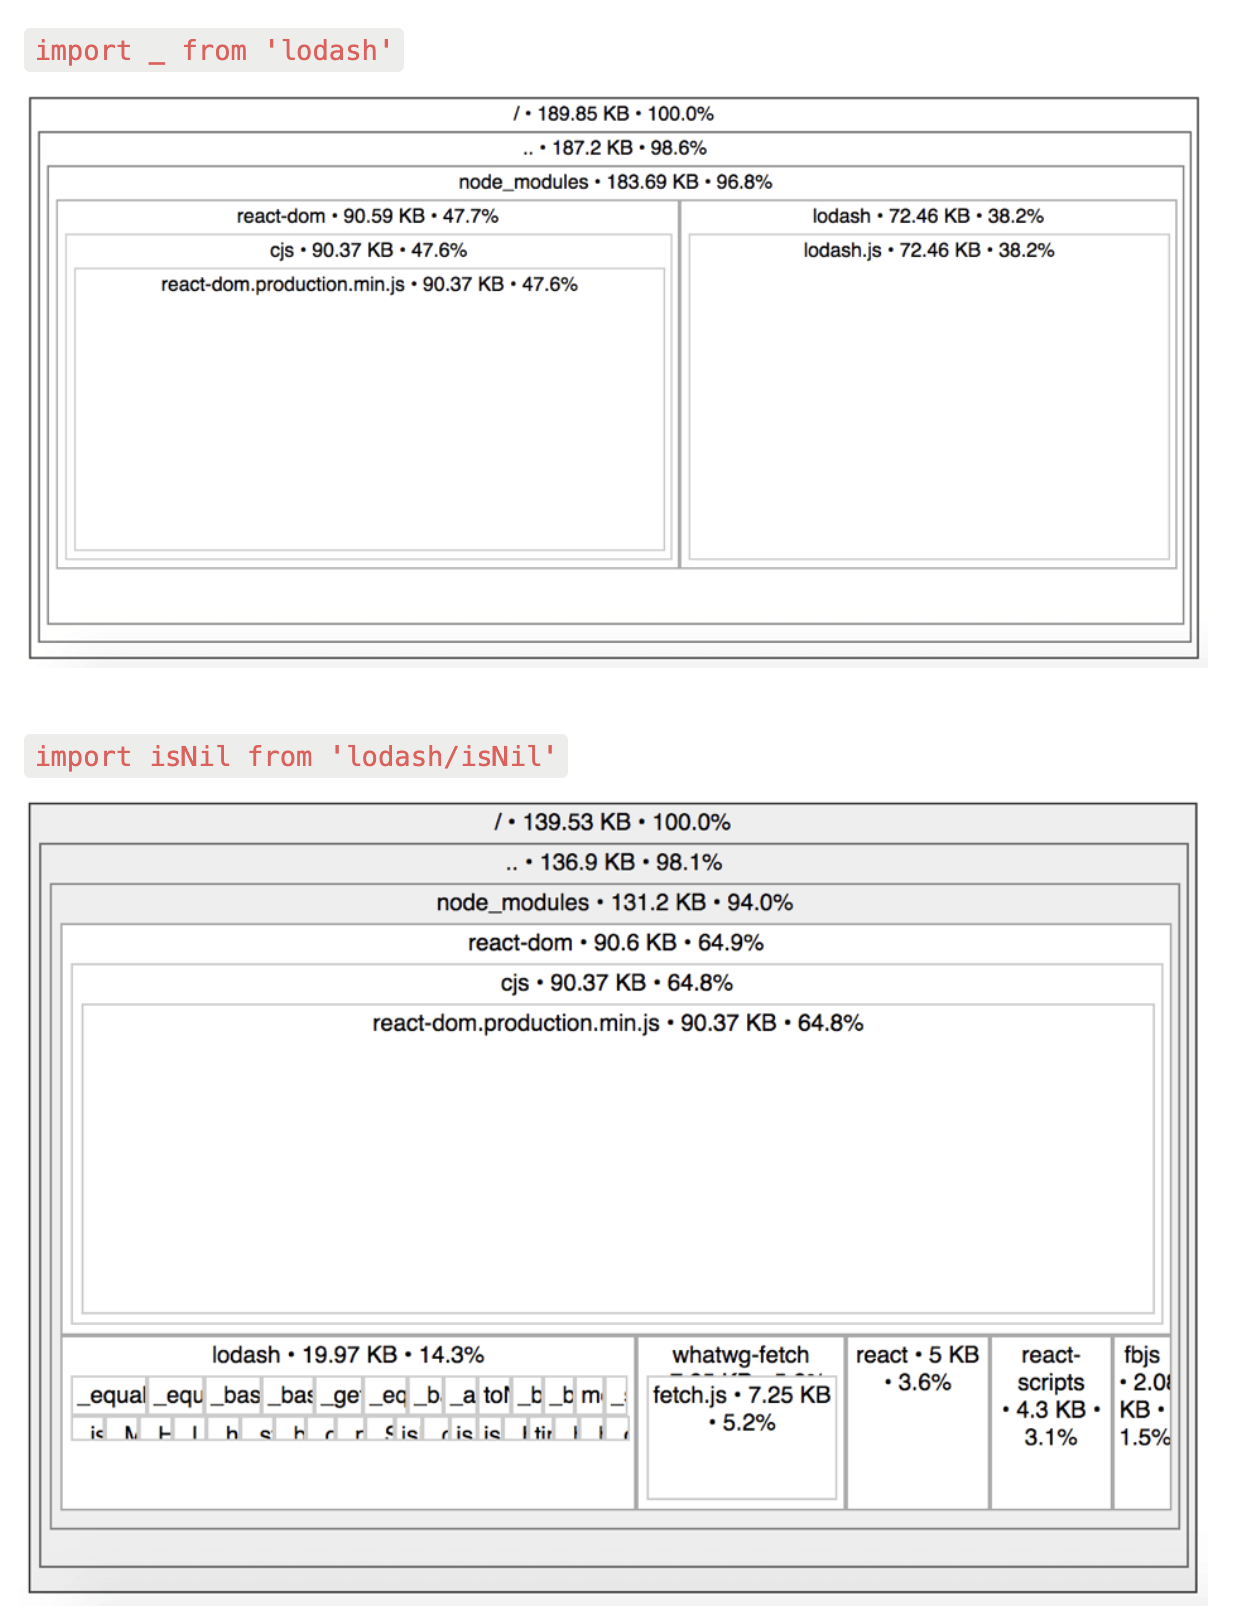 import _ from 'lodash'
/ • 189.85 KB • 100.0%
.. • 187.2 KB • 98.6%
node_modules • 183.69 KB • 96.8%
react-dom • 90.59 KB • 47.7%
lodash • 72.46 KB • 38.2%
cjs • 90.37 KB • 47.6%
lodash.js • 72.46 KB • 38.2%
react-dom.production.min.js • 90.37 KB • 47.6%
import isNil from 'lodash/isNil'
/ • 139.53 KB • 100.0%
.. • 136.9 KB • 98.1%
node_modules • 131.2 KB • 94.0%
react-dom • 90.6 KB • 64.9%
cjs • 90.37 KB • 64.8%
react-dom.production.min.js • 90.37 KB • 64.8%
lodash • 19.97 KB • 14.3%
_equal _equ _bas _bas _ge _eq _b _a _b _b
whatwg-fetch
fetch.js • 7.25 KB
• 5.2%
react • 5 KB
• 3.6%
react-
scripts
• 4.3 KB •
3.1%
fbjs
• 2.08
KB •
1.5%